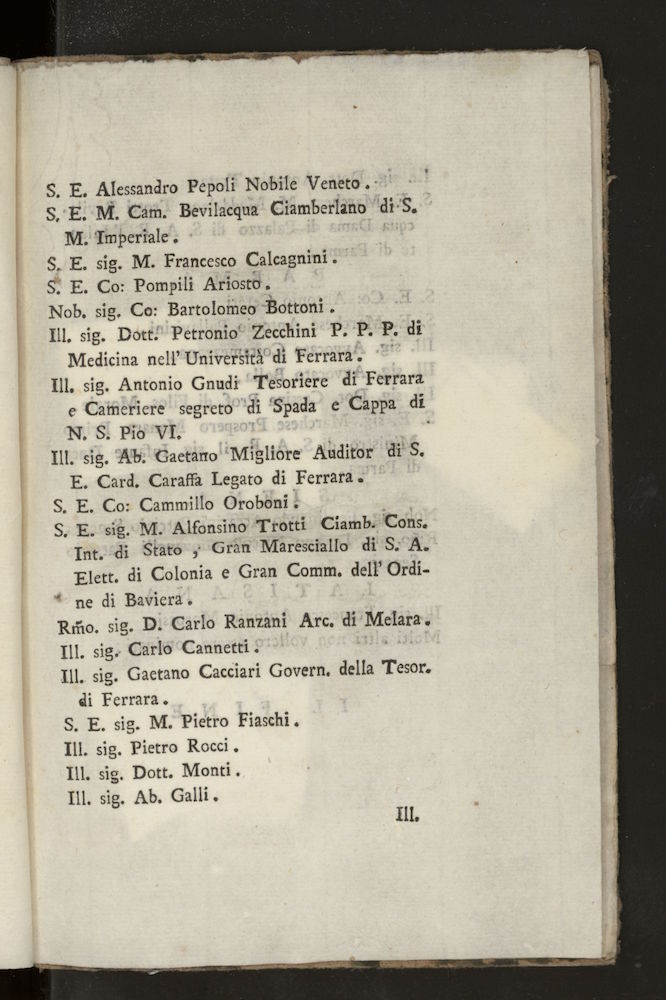 S. E. Alessandro Pepoli Nobile Veneto.
S. E. M. Cam. Bevilacqua Ciamberlano di S.
M. Imperiale.
S. E. sig. M. Francesco Calcagnini.
S. E. Co: Pompili Ariosto.
Nob. sig. Co: Bartolomeo Bottoni.
Ill. sig. Dott. Petronio Zecchini P. P. P. di
Medicina nell' Università di Ferrara.
Ill. sig. Antonio Gnudi Tesoriere di Ferrara
e Cameriere segreto di Spada e Cappa di
N. S. Pio VI.
Ill. sig. Ab. Gaetano Migliore Auditor di S.
E. Card. Caraffa Legato di Ferrara.
S. E. Co: Cammillo Oroboni.
S. E. sig. M. Alfonsino Trotti Ciamb. Cons.
Int. di Stato, Gran Maresciallo di S. A.
Elett. di Colonia e Gran Comm. dell' Ordi-
ne di Baviera.
Rm̃o. sig. D. Carlo Ranzani Arc. di Melara.
Ill. sig. Carlo Cannetti.
Ill. sig. Gaetano Cacciari Govern. della Tesor.
di Ferrara.
S. E. sig. M. Pietro Fiaschi.
Ill. sig. Pietro Rocci.
Ill. sig. Dott. Monti.
Ill. sig. Ab. Galli.
Ill.